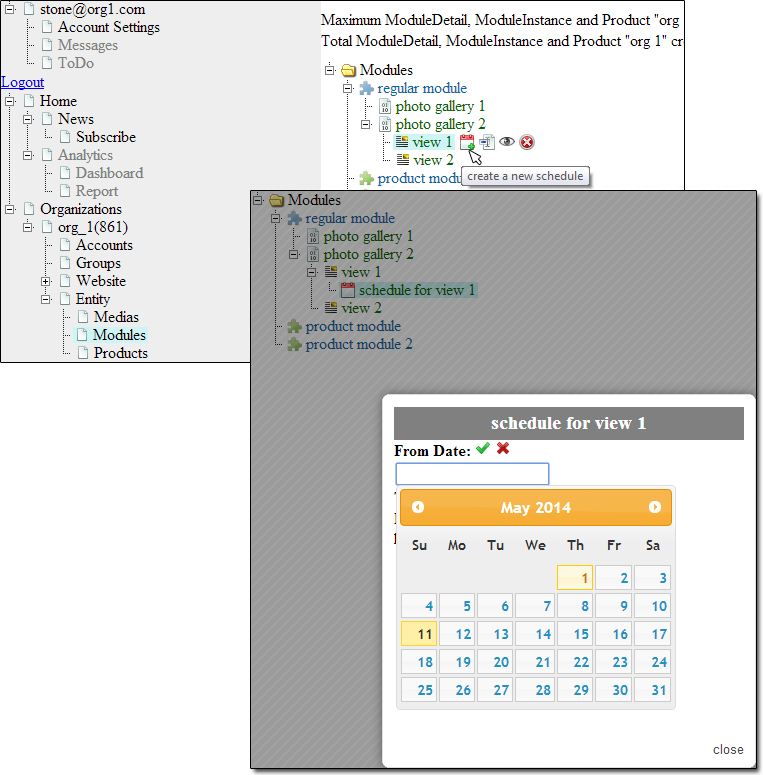 stone@org1.com
Account Settings
Messages
ToDo
Logout
Home
News
Subscribe
Analytics
Dashboard
Report
Organizations
org_1(861)
Accounts
Groups
Website
Entity
Medias
Modules
Products
Maximum ModuleDetail, ModuleInstance and Product "org
Total ModuleDetail, ModuleInstance and Product "org 1" cr
Modules
regular module
photo gallery 1
photo gallery 2
view 1
view 2
create a new schedule
product modu
Modules
regular module
photo gallery 1
photo gallery 2
view 1
schedule for view 1
view 2
product module
product module 2
schedule for view 1
From Date:
May 2014
Su Mo Tu We Th Fr Sa
1 2 3
4 5 6 7 8 9 10
11 12 13 14 15 16 17
18 19 20 21 22 23 24
25 26 27 28 29 30 31
close